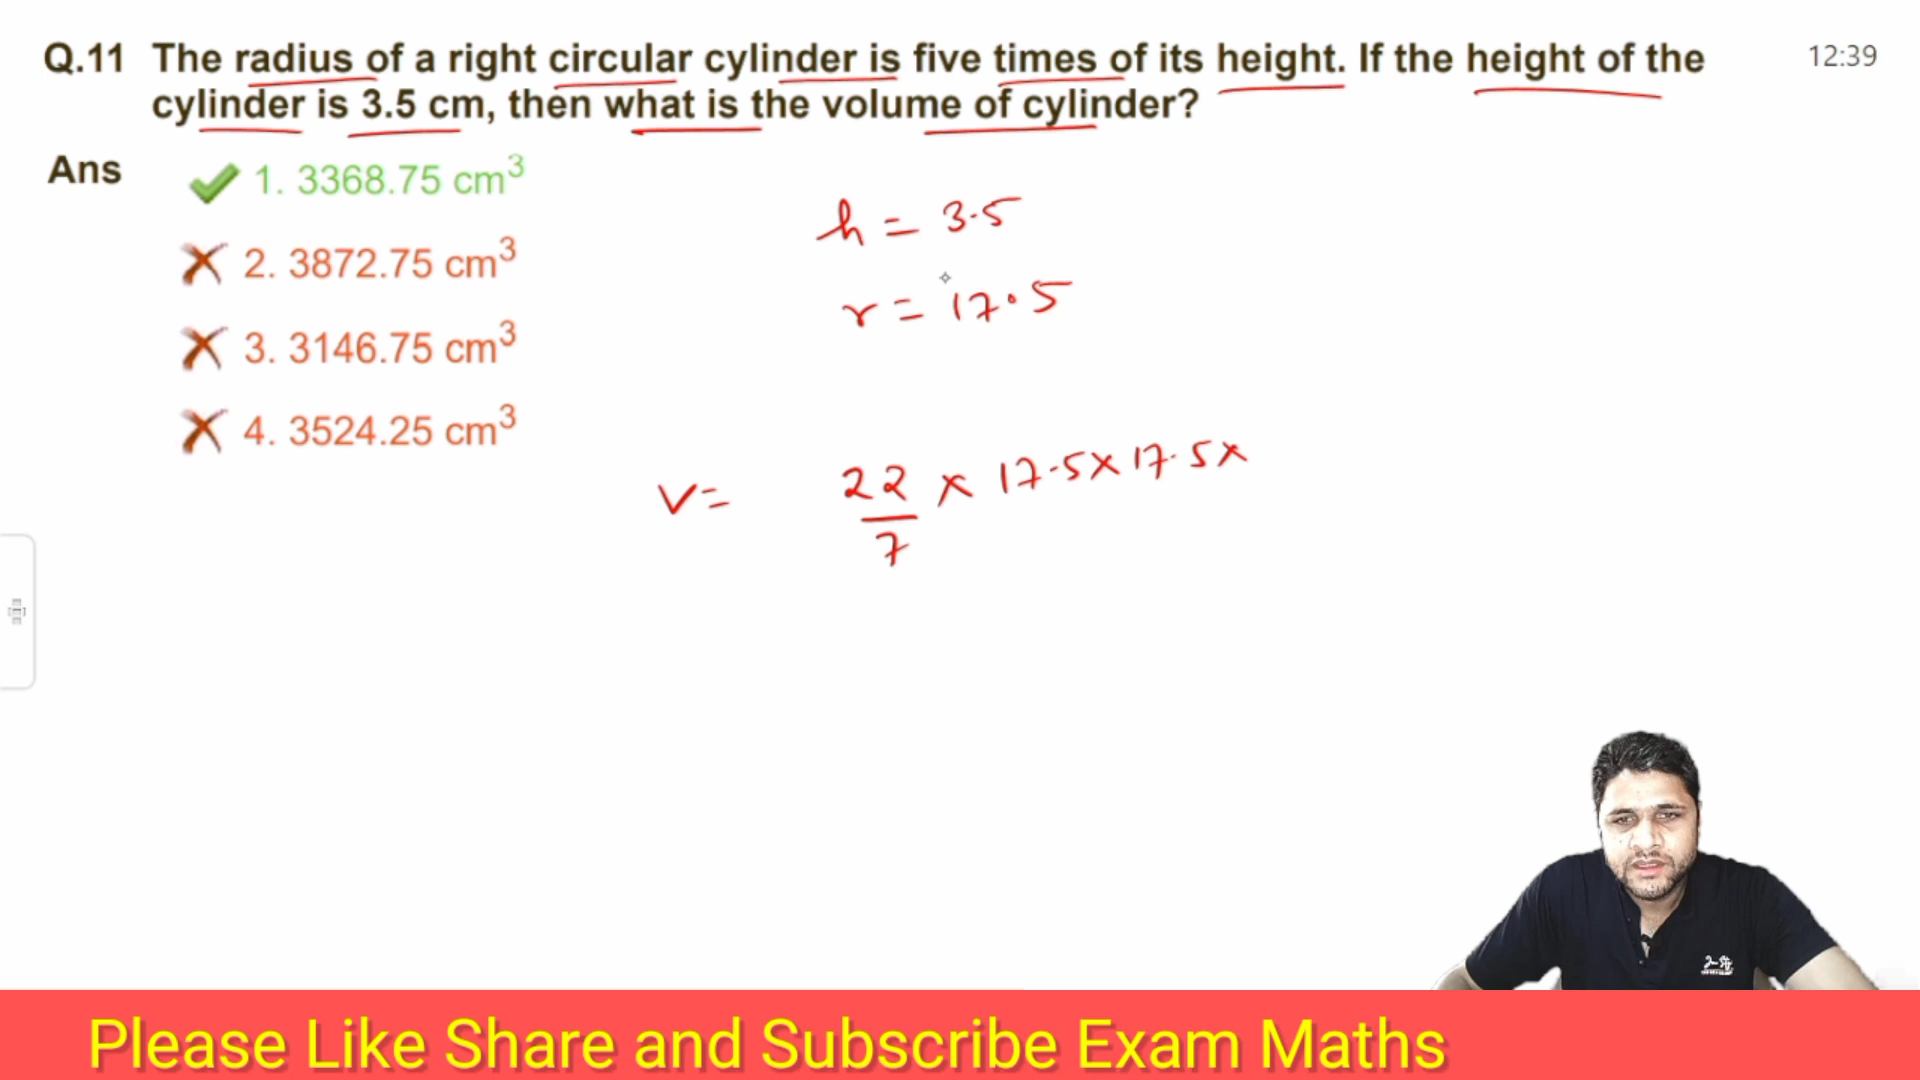 Q.11 The radius of a right circular cylinder is five times of its height. If the height of the
cylinder is 3.5 cm, then what is the volume of cylinder?
12:39
Ans
1. 3368.75 cm³
2. 3872.75 cm³
3. 3146.75 cm³
4. 3524.25 cm³
h = 3.5
r = 17.5
V = 22/7 × 17.5 × 17.5 ×
Please Like Share and Subscribe Exam Maths